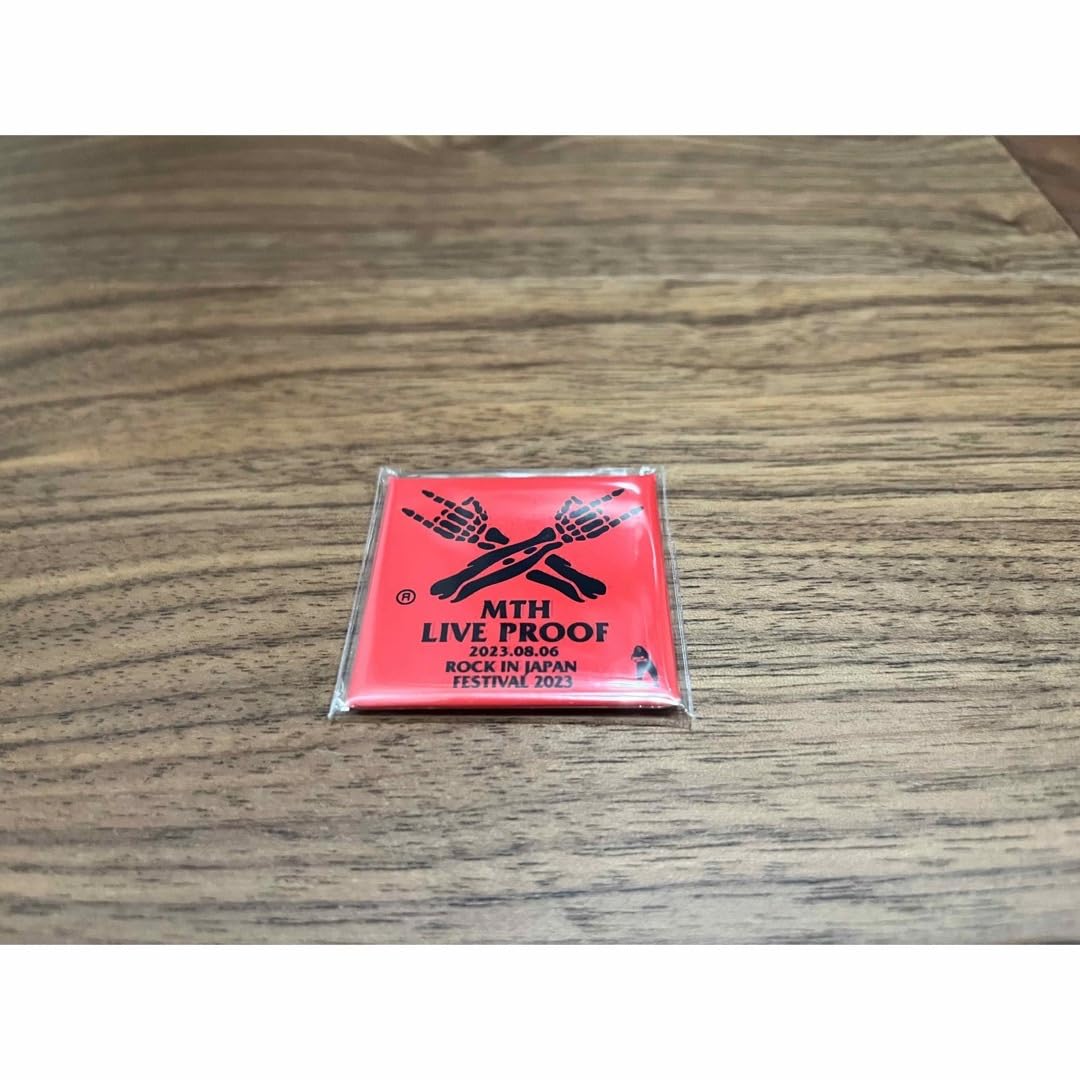 ®
MTH
LIVE PROOF
2023.08.06
ROCK IN JAPAN
FESTIVAL 2023